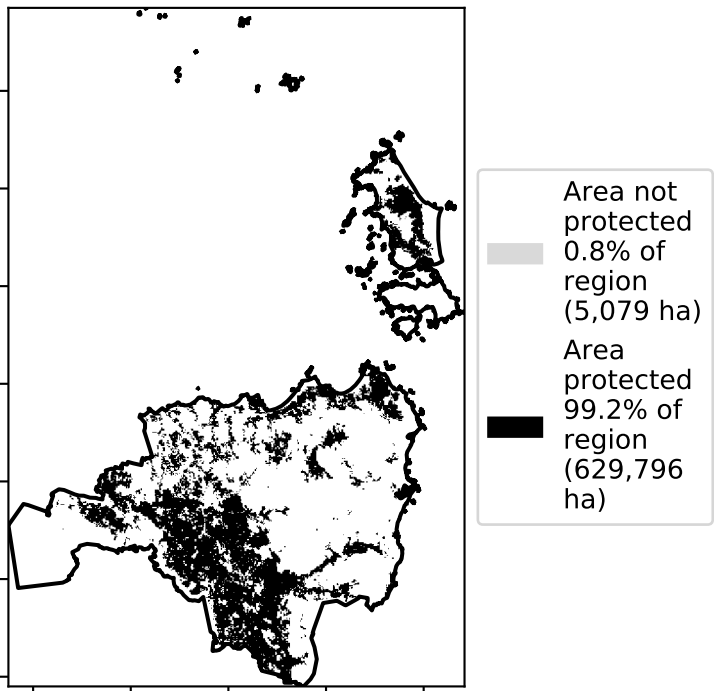 Area not
protected
0.8% of
region
(5,079 ha)
Area
protected
99.2% of
region
(629,796
ha)